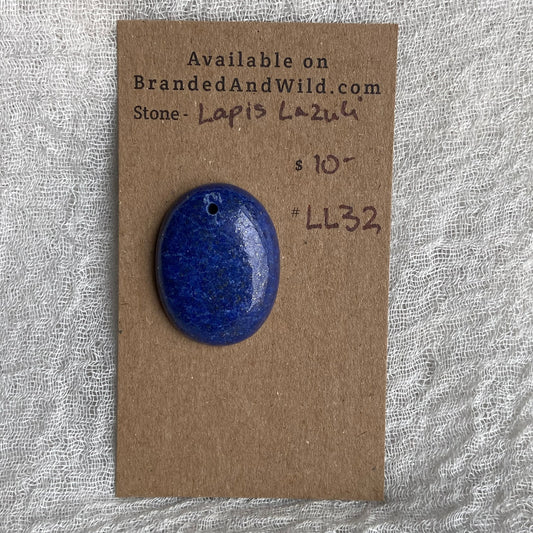 Available on
BrandedAndWild.com
Stone - Lapis Lazuli
$ 10-
# LL32